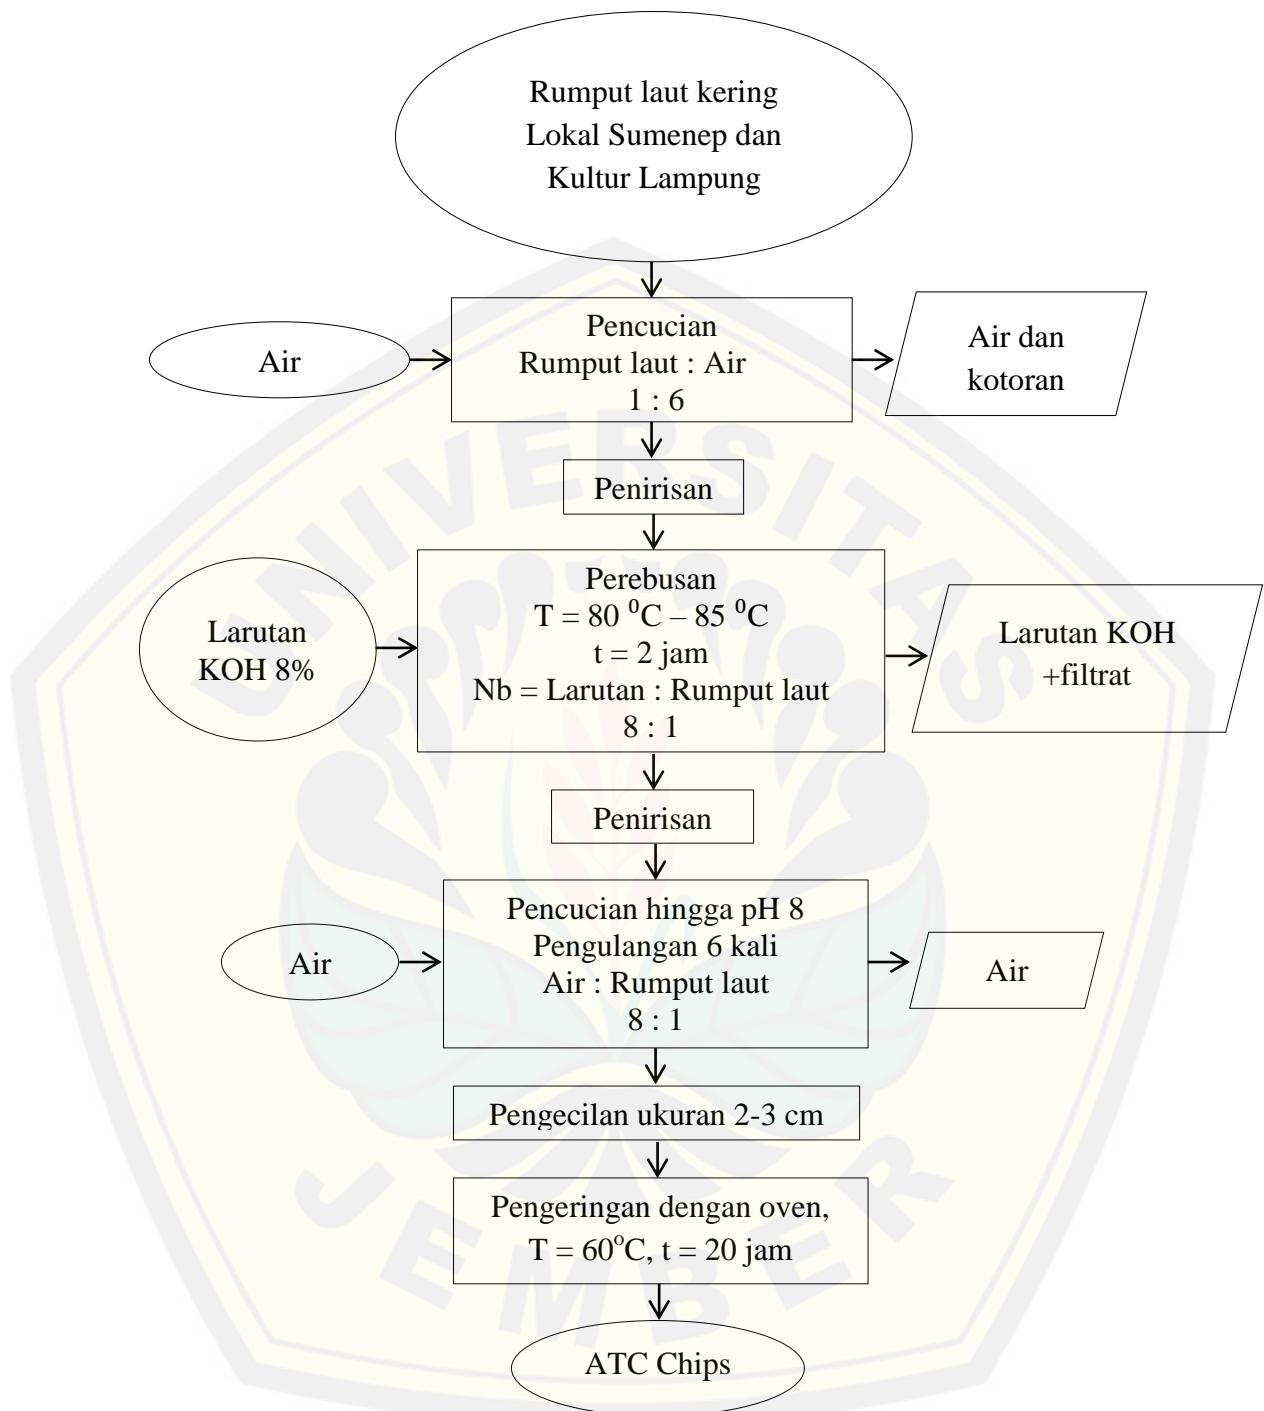 Rumput laut kering
Lokal Sumenep dan
Kultur Lampung
Air
Pencucian
Rumput laut : Air
1 : 6
Air dan
kotoran
Penirisan
Larutan
KOH 8%
Perebusan
T = 80 ⁰C – 85 ⁰C
t = 2 jam
Nb = Larutan : Rumput laut
8 : 1
Larutan KOH
+filtrat
Penirisan
Air
Pencucian hingga pH 8
Pengulangan 6 kali
Air : Rumput laut
8 : 1
Air
Pengecilan ukuran 2-3 cm
Pengeringan dengan oven,
T = 60°C, t = 20 jam
ATC Chips
UNIVERSITAS
JEMBER